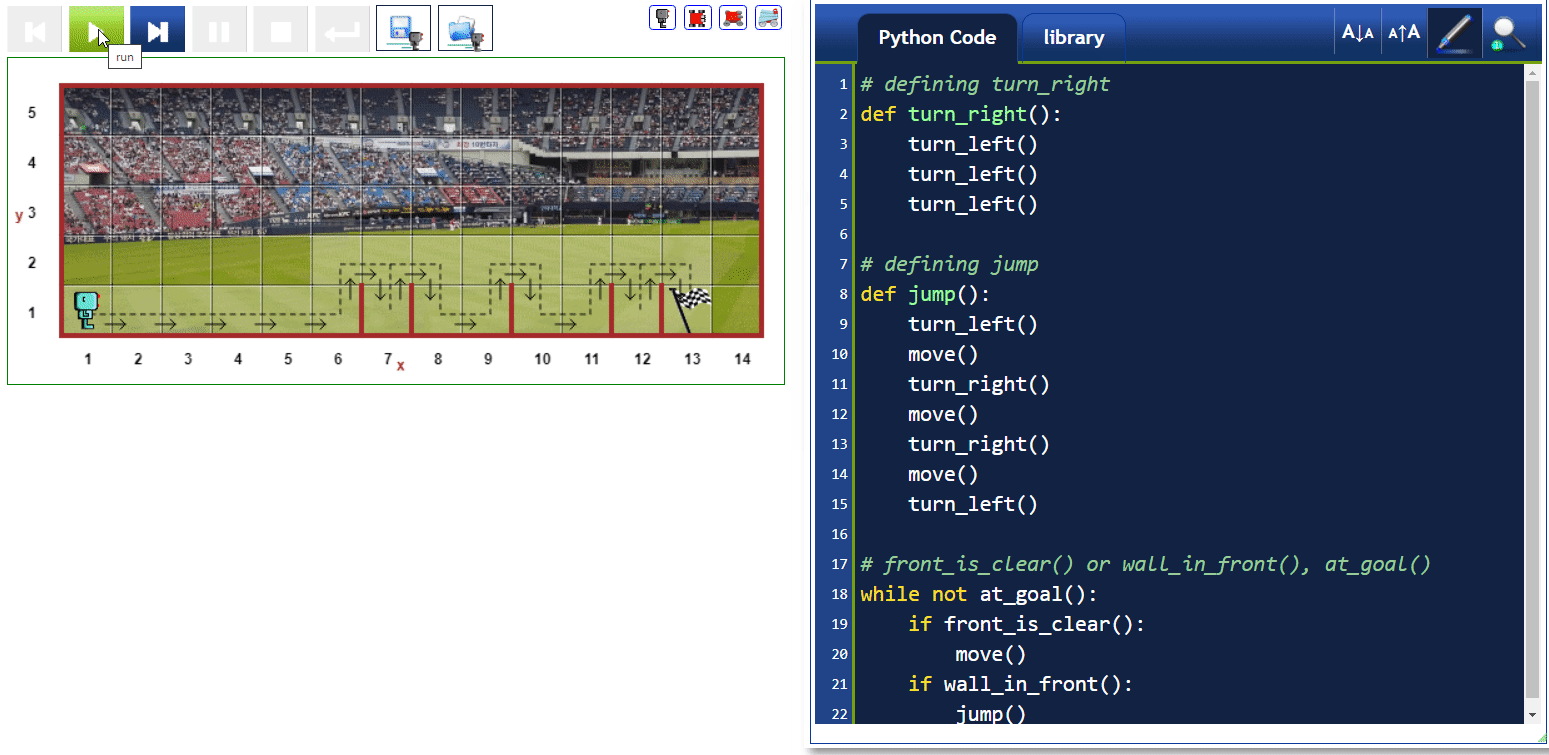 run
Python Code
library
A↓A
A↑A
5
4
y 3
2
1
1 2 3 4 5 6 7 x 8 9 10 11 12 13 14
1 # defining turn_right
2 def turn_right():
3     turn_left()
4     turn_left()
5     turn_left()
6
7 # defining jump
8 def jump():
9     turn_left()
10     move()
11     turn_right()
12     move()
13     turn_right()
14     move()
15     turn_left()
16
17 # front_is_clear() or wall_in_front(), at_goal()
18 while not at_goal():
19     if front_is_clear():
20         move()
21     if wall_in_front():
22         jump()